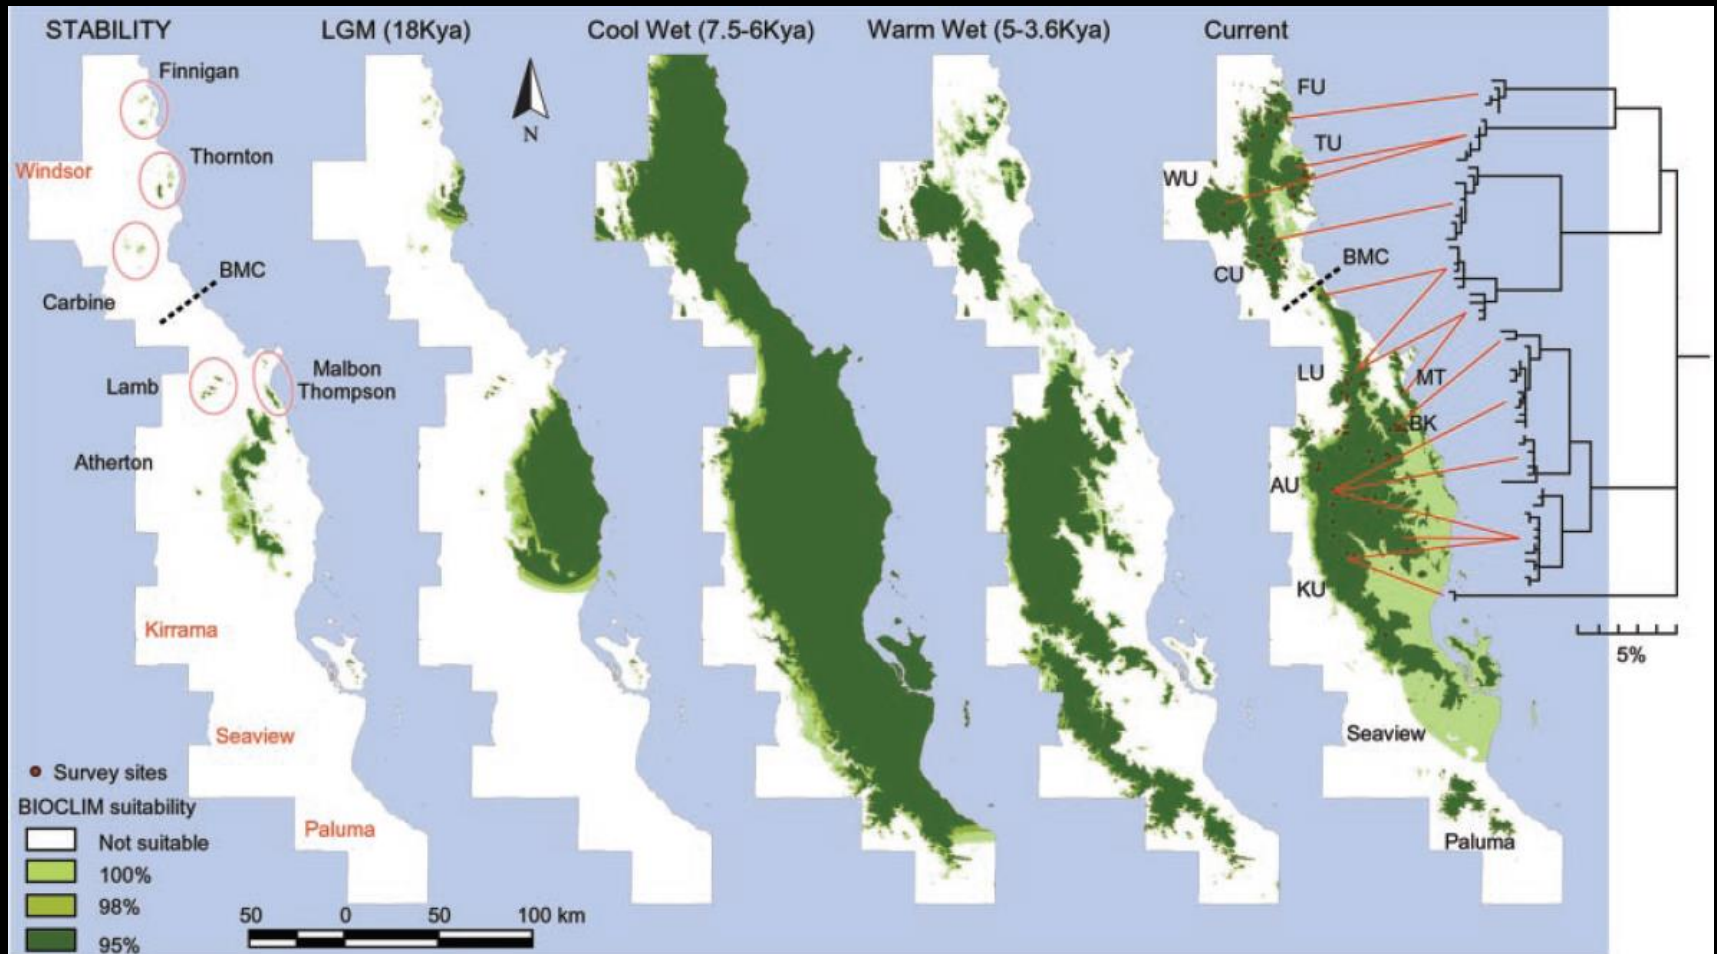 STABILITY
LGM (18Kya)
Cool Wet (7.5-6Kya)
Warm Wet (5-3.6Kya)
Current
Finnigan
Thornton
Windsor
BMC
Carbine
Lamb
Malbon
Thompson
Atherton
Kirrama
Seaview
Paluma
N
FU
TU
WU
CU
BMC
LU
MT
BK
AU
KU
Seaview
Paluma
5%
Survey sites
BIOCLIM suitability
Not suitable
100%
98%
95%
50 0 50 100 km